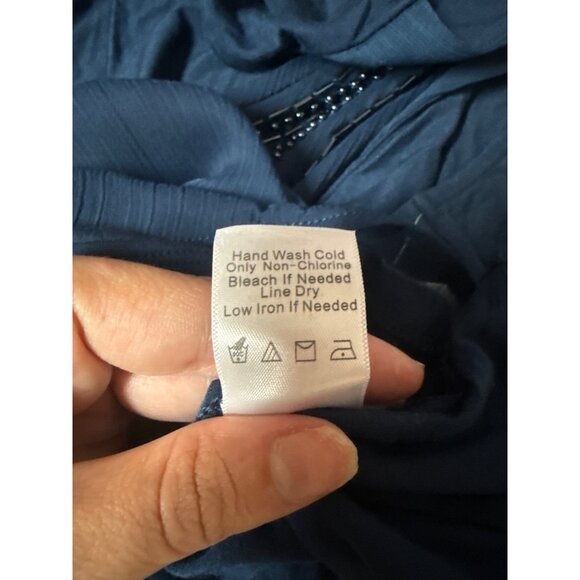 Hand Wash Cold
Only Non-Chlorine
Bleach If Needed
Line Dry
Low Iron If Needed